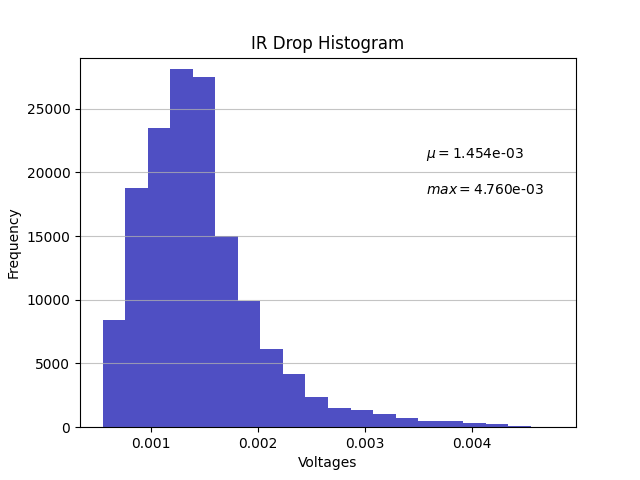 IR Drop Histogram
25000
20000
15000
10000
5000
0
Frequency
μ = 1.454e-03
max = 4.760e-03
0.001 0.002 0.003 0.004
Voltages